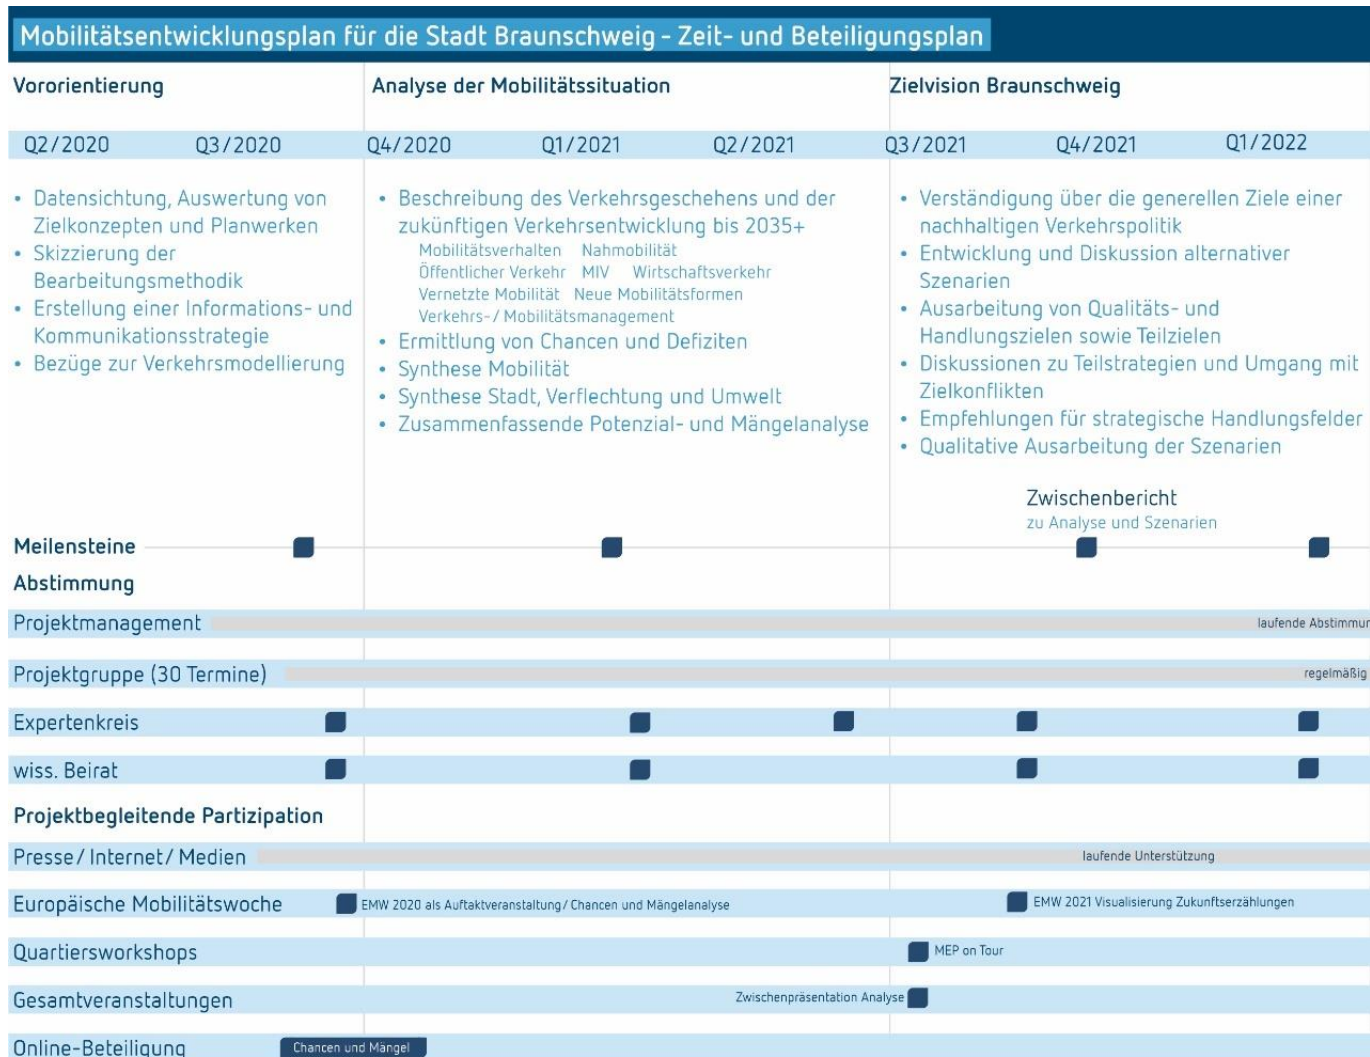 Mobilitätsentwicklungsplan für die Stadt Braunschweig - Zeit- und Beteiligungsplan
Vororientierung
Analyse der Mobilitätssituation
Zielvision Braunschweig
Q2/2020 Q3/2020 Q4/2020 Q1/2021 Q2/2021 Q3/2021 Q4/2021 Q1/2022
• Datensichtung, Auswertung von
Zielkonzepten und Planwerken
• Skizzierung der
Bearbeitungsmethodik
• Erstellung einer Informations- und
Kommunikationsstrategie
• Bezüge zur Verkehrsmodellierung
• Beschreibung des Verkehrsgeschehens und der
zukünftigen Verkehrsentwicklung bis 2035+
Mobilitätsverhalten Nahmobilität
Öffentlicher Verkehr MIV Wirtschaftsverkehr
Vernetzte Mobilität Neue Mobilitätsformen
Verkehrs-/ Mobilitätsmanagement
• Ermittlung von Chancen und Defiziten
• Synthese Mobilität
• Synthese Stadt, Verflechtung und Umwelt
• Zusammenfassende Potenzial- und Mängelanalyse
• Verständigung über die generellen Ziele einer
nachhaltigen Verkehrspolitik
• Entwicklung und Diskussion alternativer
Szenarien
• Ausarbeitung von Qualitäts- und
Handlungszielen sowie Teilzielen
• Diskussionen zu Teilstrategien und Umgang mit
Zielkonflikten
• Empfehlungen für strategische Handlungsfelder
• Qualitative Ausarbeitung der Szenarien
Zwischenbericht
zu Analyse und Szenarien
Meilensteine
Abstimmung
Projektmanagement laufende Abstimmun
Projektgruppe (30 Termine) regelmäßig
Expertenkreis
wiss. Beirat
Projektbegleitende Partizipation
Presse/Internet/Medien laufende Unterstützung
Europäische Mobilitätswoche EMW 2020 als Auftaktveranstaltung/ Chancen und Mängelanalyse EMW 2021 Visualisierung Zukunftserzählungen
Quartiersworkshops MEP on Tour
Gesamtveranstaltungen Zwischenpräsentation Analyse
Online-Beteiligung Chancen und Mängel